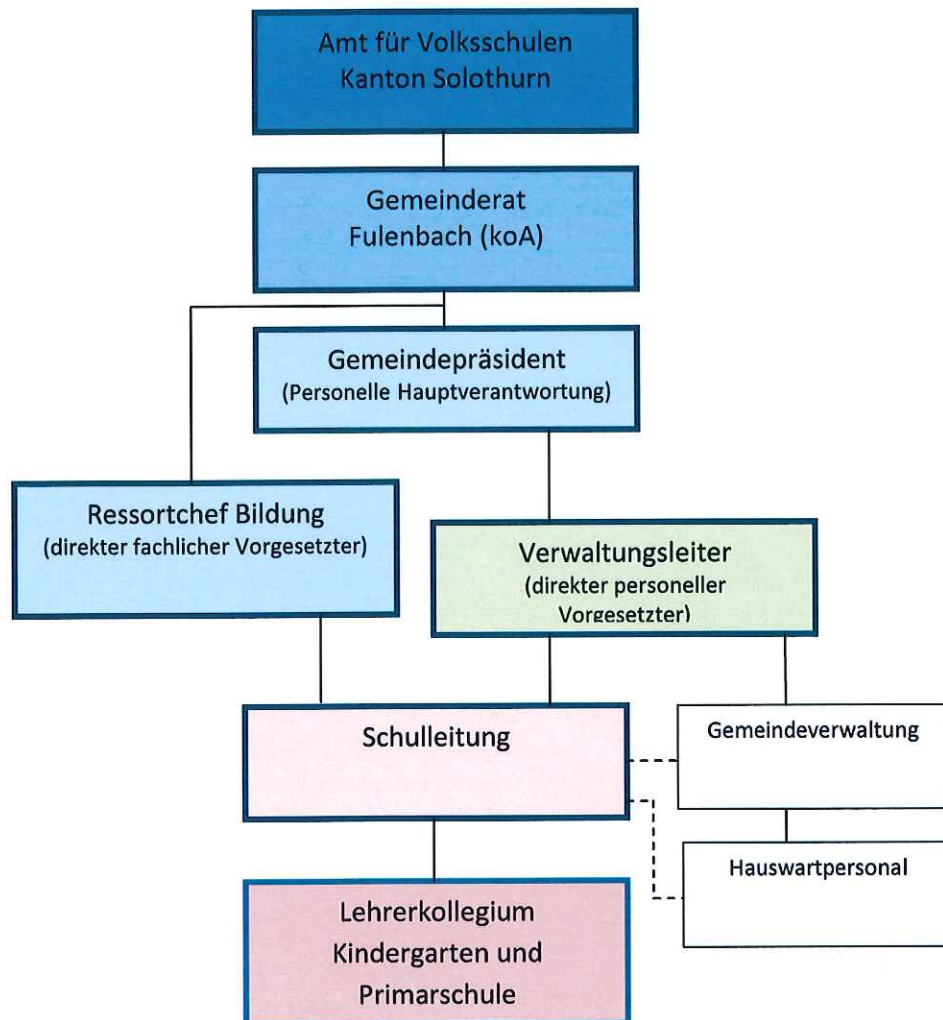 Amt für Volksschulen
Kanton Solothurn
Gemeinderat
Fulenbach (koA)
Gemeindepräsident
(Personelle Hauptverantwortung)
Ressortchef Bildung
(direkter fachlicher Vorgesetzter)
Verwaltungsleiter
(direkter personeller
Vorgesetzter)
Schulleitung
Gemeindeverwaltung
Hauswartpersonal
Lehrerkollegium
Kindergarten und
Primarschule